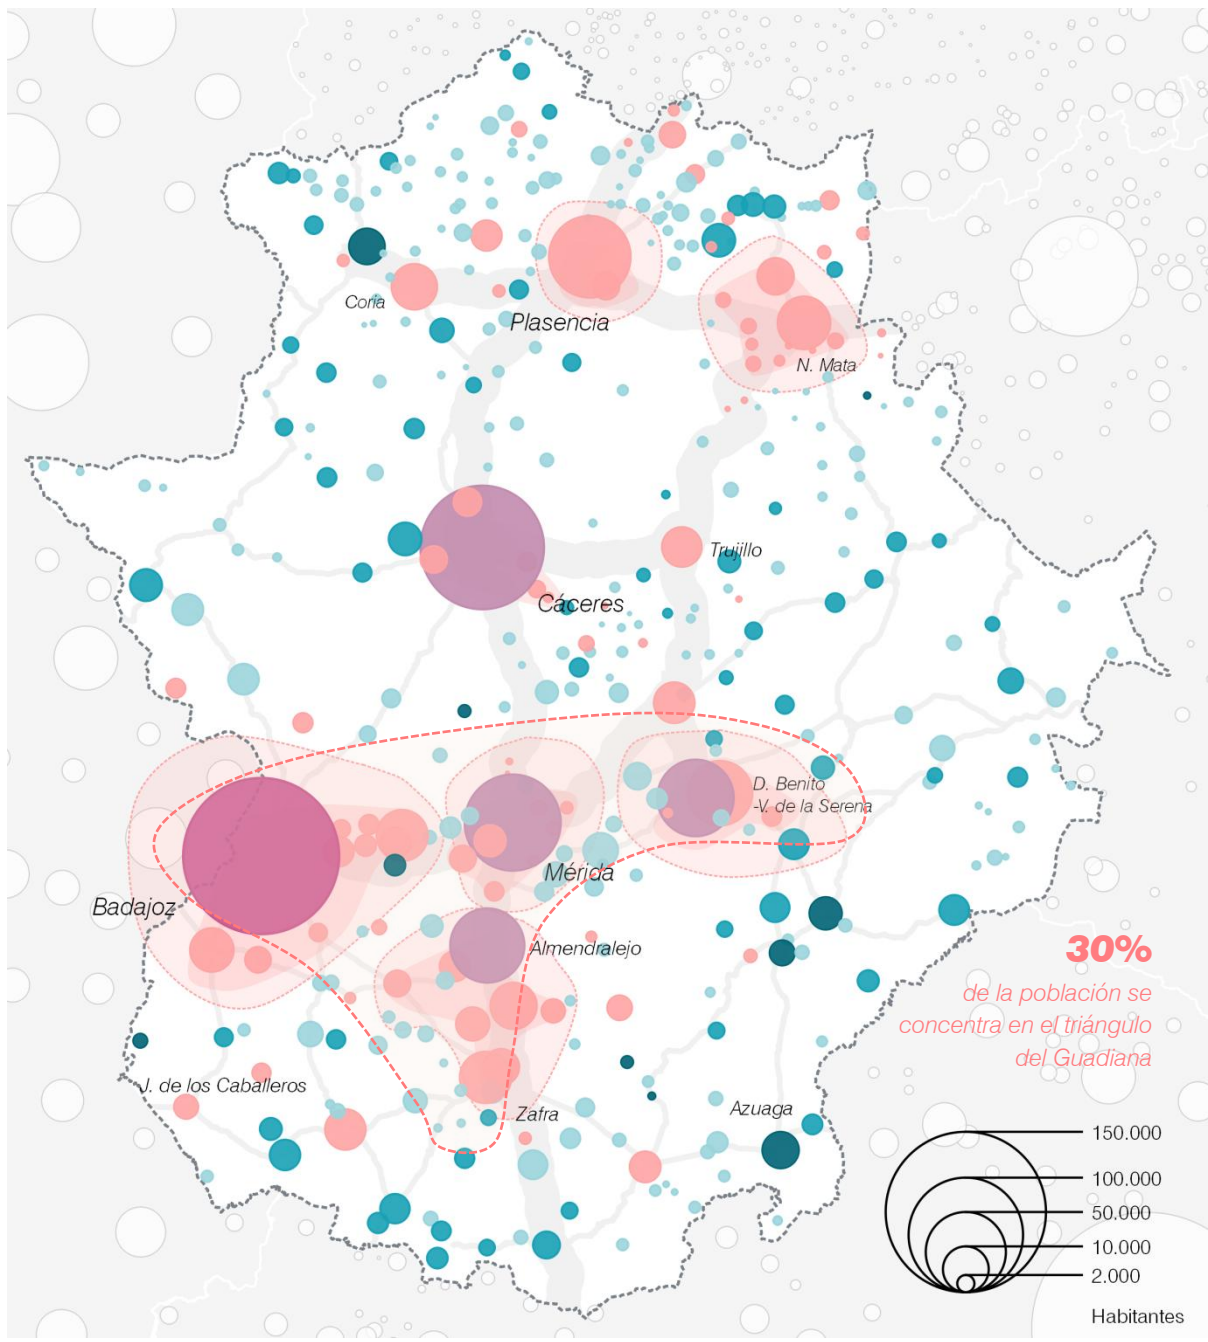 Coria
Plasencia
N. Mata
Trujillo
Cáceres
D. Benito
-V. de la Serena
Mérida
Badajoz
Almendralejo
30%
de la población se
concentra en el triángulo
del Guadiana
J. de los Caballeros
Zafra
Azuaga
150.000
100.000
50.000
10.000
2.000
Habitantes